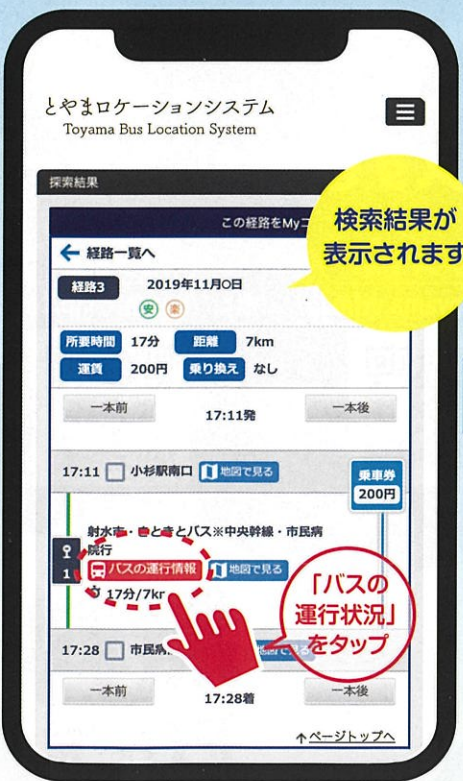 とやまロケーションシステム
Toyama Bus Location System
探索結果
この経路をMyコ
検索結果が
表示されます
経路一覧へ
経路3 2019年11月○日
安 楽
所要時間 17分 距離 7km
運賃 200円 乗り換え なし
一本前 17:11発 一本後
17:11 小杉駅南口 地図で見る
乗車券
200円
射水市・きときとバス※中央幹線・市民病
院行
1 バスの運行情報 地図で見る
17分/7k
「バスの
運行状況」
をタップ
17:28 市民病 地図で見る
一本前 17:28着 一本後
↑ページトップへ